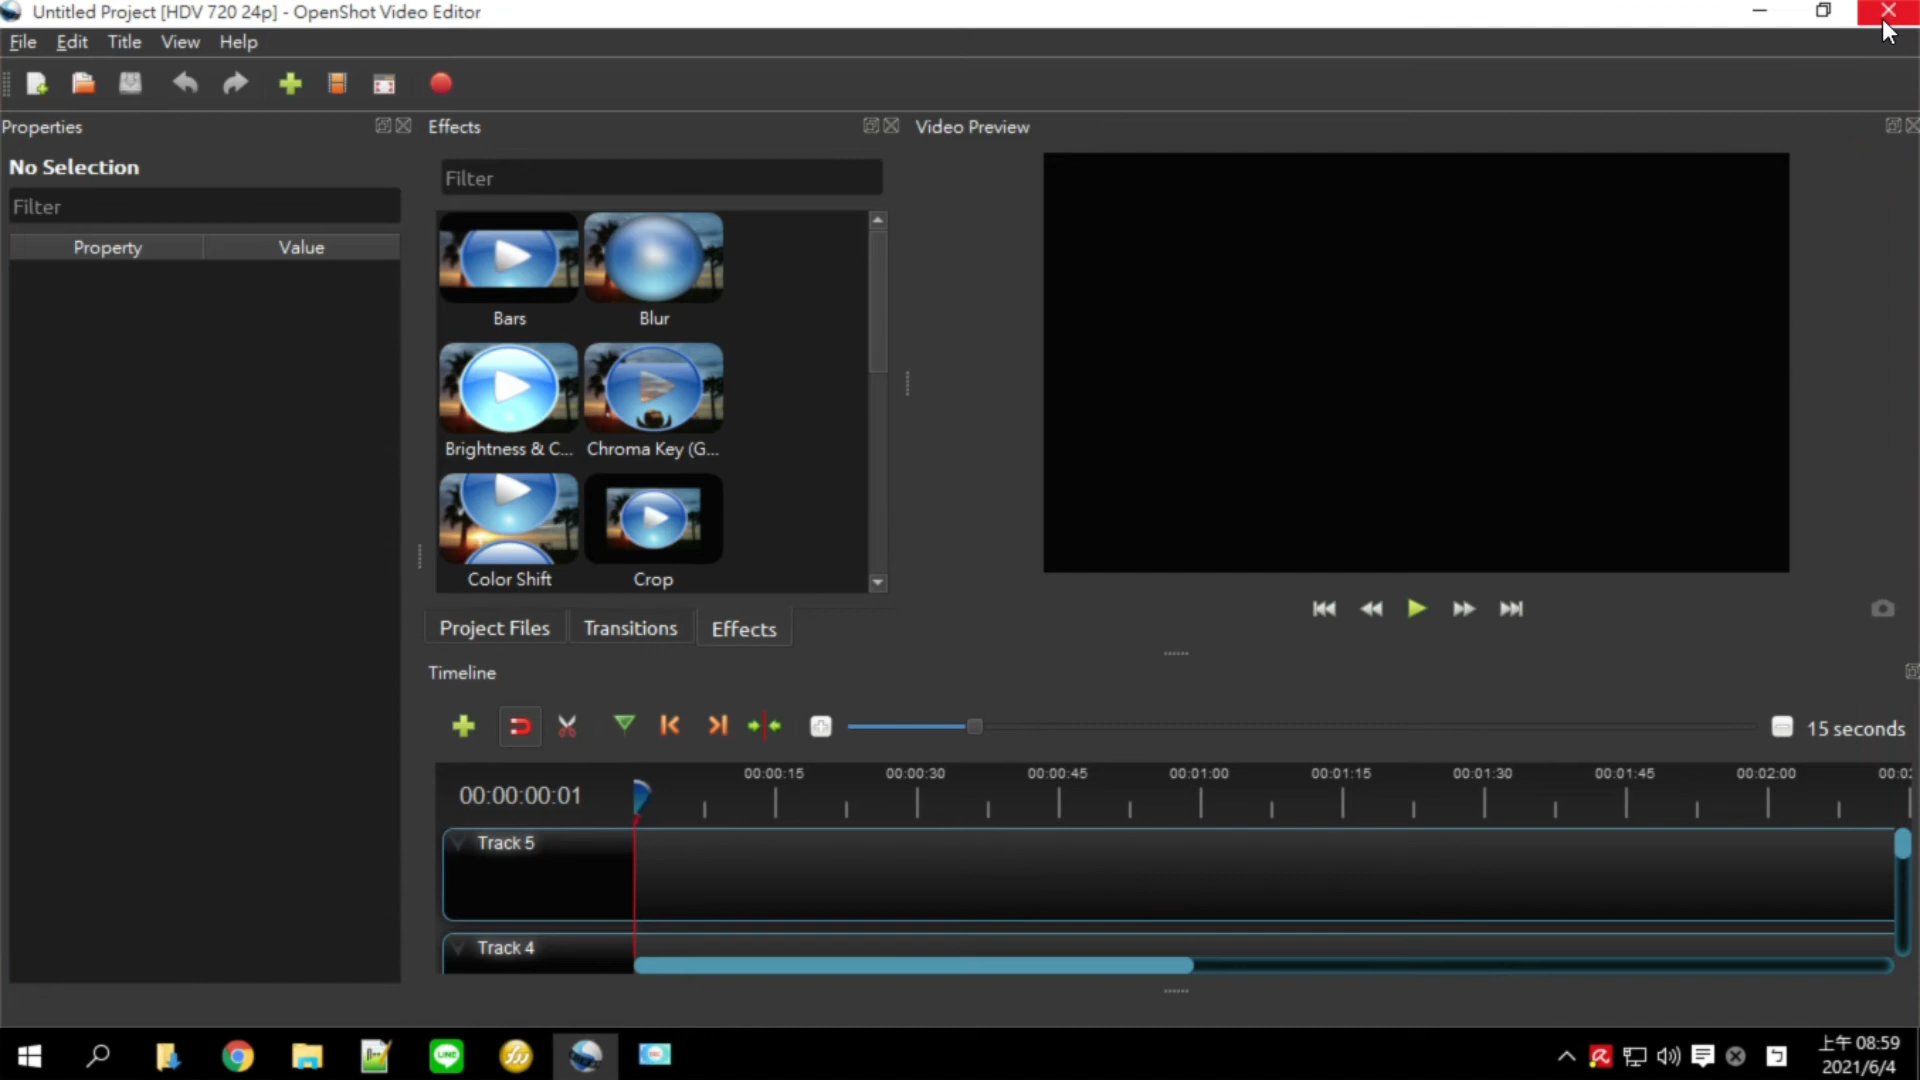 Untitled Project [HDV 720 24p] - OpenShot Video Editor
File Edit Title View Help
Properties
Effects
Video Preview
No Selection
Filter
Filter
Property Value
Bars
Blur
Brightness & C...
Chroma Key (G...
Color Shift
Crop
Project Files
Transitions
Effects
Timeline
15 seconds
00:00:00:01
00:00:15 00:00:30 00:00:45 00:01:00 00:01:15 00:01:30 00:01:45 00:02:00
Track 5
Track 4
LINE
上午 08:59
2021/6/4